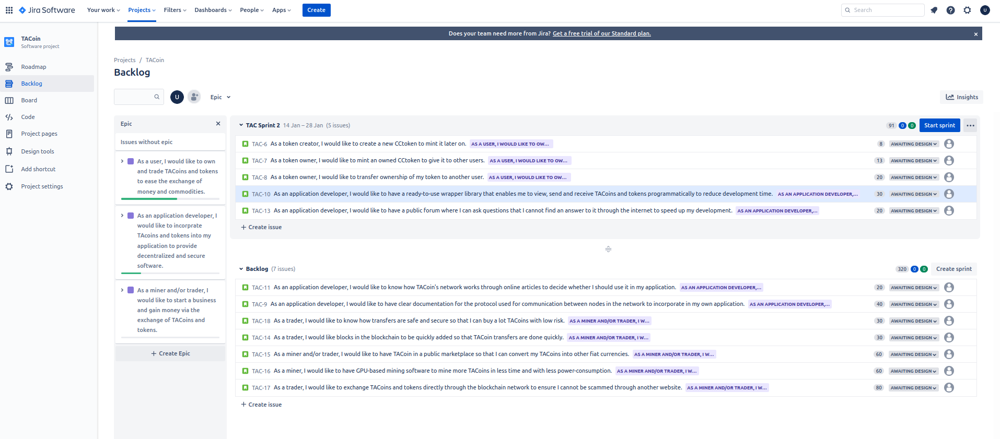 Jira Software
Your work
Projects
Filters
Dashboards
People
Apps
Create
Search
U
TACoin
Software project
Roadmap
Backlog
Board
Code
Project pages
Design tools
Add shortcut
Project settings
Does your team need more from Jira? Get a free trial of our Standard plan.
Projects / TACoin
Backlog
U
Epic
Insights
Epic
Issues without epic
As a user, I would like to own
and trade TACoins and tokens
to ease the exchange of
money and commodities.
As an application developer, I
would like to incorprate
TAcoins and tokens into my
application to provide
decentralized and secure
software.
As a miner and/or trader, I
would like to start a business
and gain money via the
exchange of TACoins and
tokens.
+ Create Epic
TAC Sprint 2 14 Jan – 28 Jan (5 issues) 91 0 0 Start sprint
TAC-6 As a token creator, I would like to create a new CCtoken to mint it later on. AS A USER, I WOULD LIKE TO OW... 8 AWAITING DESIGN
TAC-7 As a token owner, I would like to mint an owned CCtoken to give it to other users. AS A USER, I WOULD LIKE TO OW... 13 AWAITING DESIGN
TAC-8 As a token owner, I would like to transfer ownership of my token to another user. AS A USER, I WOULD LIKE TO OW... 20 AWAITING DESIGN
TAC-10 As an application developer, I would like to have a ready-to-use wrapper library that enables me to view, send and receive TACoins and tokens programmatically to reduce development time. AS AN APPLICATION DEVELOPER,... 30 AWAITING DESIGN
TAC-13 As an application developer, I would like to have a public forum where I can ask questions that I cannot find an answer to it through the internet to speed up my development. AS AN APPLICATION DEVELOPER,... 20 AWAITING DESIGN
+ Create issue
Backlog (7 issues) 320 0 0 Create sprint
TAC-11 As an application developer, I would like to know how TACoin's network works through online articles to decide whether I should use it in my application. AS AN APPLICATION DEVELOPER,... 20 AWAITING DESIGN
TAC-9 As an application developer, I would like to have clear documentation for the protocol used for communication between nodes in the network to incorporate in my own application. AS AN APPLICATION DEVELOPER,... 40 AWAITING DESIGN
TAC-18 As a trader, I would like to know how transfers are safe and secure so that I can buy a lot TACoins with low risk. AS A MINER AND/OR TRADER, I W... 30 AWAITING DESIGN
TAC-14 As a trader, I would like blocks in the blockchain to be quickly added so that TACoin transfers are done quickly. AS A MINER AND/OR TRADER, I W... 30 AWAITING DESIGN
TAC-15 As a miner and/or trader, I would like to have TACoin in a public marketplace so that I can convert my TACoins into other fiat currencies. AS A MINER AND/OR TRADER, I W... 60 AWAITING DESIGN
TAC-16 As a miner, I would like to have GPU-based mining software to mine more TACoins in less time and with less power-consumption. AS A MINER AND/OR TRADER, I W... 60 AWAITING DESIGN
TAC-17 As a trader, I would like to exchange TACoins and tokens directly through the blockchain network to ensure I cannot be scammed through another website. AS A MINER AND/OR TRADER, I W... 80 AWAITING DESIGN
+ Create issue